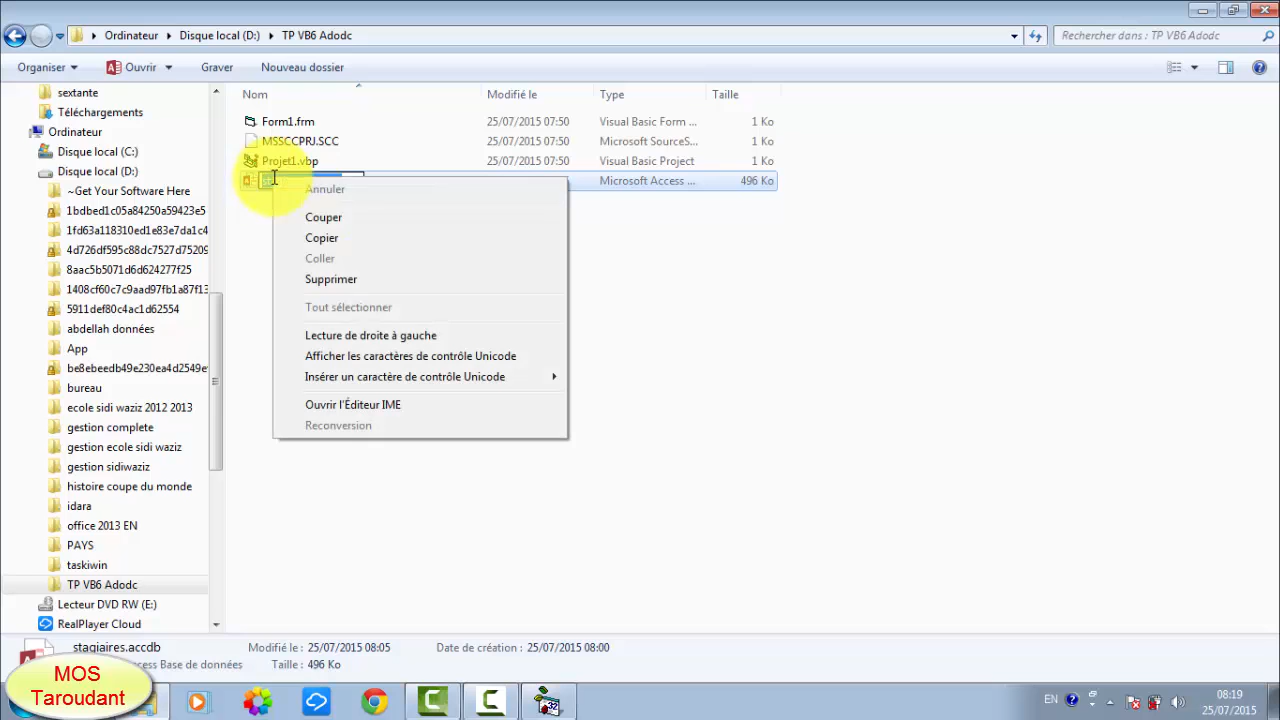 Ordinateur
Disque local (D:)
TP VB6 Adodc
Rechercher dans : TP VB6 Adodc
Organiser
Ouvrir
Graver
Nouveau dossier
sextante
Téléchargements
Ordinateur
Disque local (C:)
Disque local (D:)
~Get Your Software Here
1bdbed1c05a84250a59423e5
1fd63a118310ed1e83e7da1c4
4d726df595c88dc7527d75209
8aac5b5071d6d624277f25
1408cf60c7c9aad97fb1a87f13
5911def80c4ac1d62554
abdellah données
App
be8ebeedb49e230ea4d2549e
bureau
ecole sidi waziz 2012 2013
gestion complete
gestion ecole sidi waziz
gestion sidiwaziz
histoire coupe du monde
idara
office 2013 EN
PAYS
taskiwin
TP VB6 Adodc
Lecteur DVD RW (E:)
RealPlayer Cloud
Nom
Modifié le
Type
Taille
Form1.frm
25/07/2015 07:50
Visual Basic Form ...
1 Ko
MSSCCPRJ.SCC
25/07/2015 07:50
Microsoft SourceS...
1 Ko
Projet1.vbp
25/07/2015 07:50
Visual Basic Project
1 Ko
Microsoft Access ...
496 Ko
Annuler
Couper
Copier
Coller
Supprimer
Tout sélectionner
Lecture de droite à gauche
Afficher les caractères de contrôle Unicode
Insérer un caractère de contrôle Unicode
Ouvrir l'Éditeur IME
Reconversion
stagiaires.accdb
Modifié le : 25/07/2015 08:05
Date de création : 25/07/2015 08:00
Base de données
Taille : 496 Ko
MOS
Taroudant
32
EN
08:19
25/07/2015